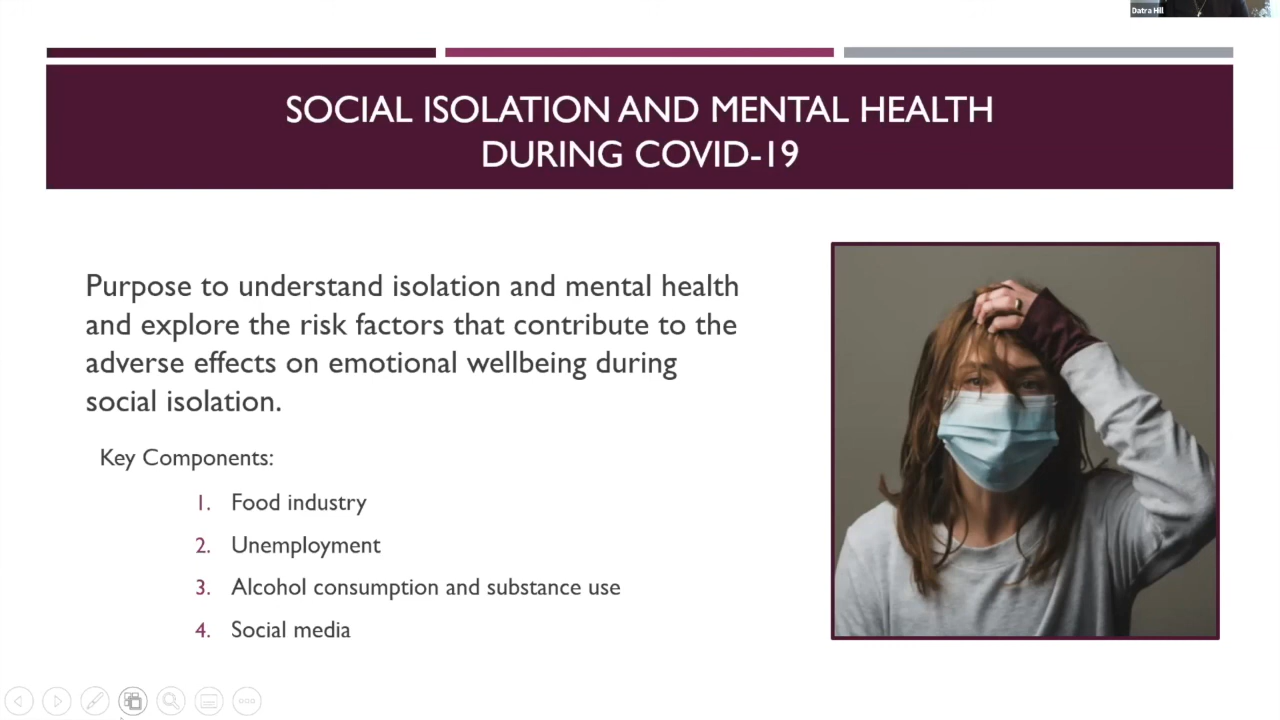 Datra Hill
SOCIAL ISOLATION AND MENTAL HEALTH
DURING COVID-19
Purpose to understand isolation and mental health
and explore the risk factors that contribute to the
adverse effects on emotional wellbeing during
social isolation.
Key Components:
1. Food industry
2. Unemployment
3. Alcohol consumption and substance use
4. Social media